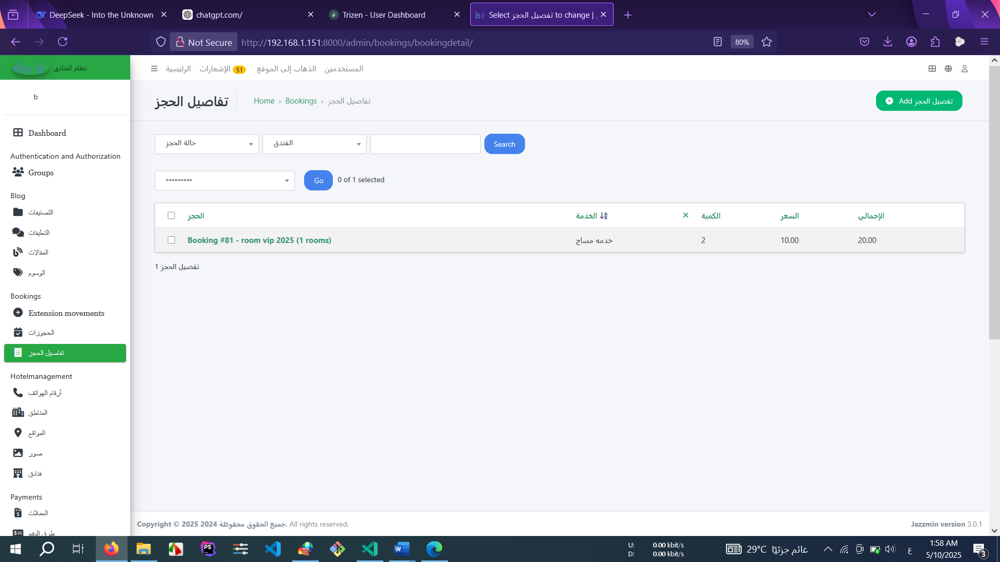 DeepSeek - Into the Unknown
chatgpt.com/
Trizen - User Dashboard
Select تفصيل الحجز to change |
Not Secure
http://192.168.1.151:8000/admin/bookings/bookingdetail/
80%
نظام الفنادق
الرئيسية
الإشعارات 51
الذهاب إلى الموقع
المستخدمين
b
تفاصيل الحجز
Home › Bookings › تفاصيل الحجز
Add تفصيل الحجز
Dashboard
Authentication and Authorization
Groups
Blog
التصنيفات
التعليقات
المقالات
الوسوم
Bookings
Extension movements
الحجوزات
تفاصيل الحجز
Hotelmanagement
أرقام الهواتف
المناطق
المواقع
صور
فنادق
Payments
العملات
طرق الدفع
حالة الحجز
الفندق
Search
---------
Go
0 of 1 selected
الحجز
الخدمة
الكمية
السعر
الإجمالي
Booking #81 - room vip 2025 (1 rooms)
خدمه مساج
2
10.00
20.00
1 تفصيل الحجز
Copyright © 2025 2024 جميع الحقوق محفوظة. All rights reserved.
Jazzmin version 3.0.1
U: 0.00 kbit/s
D: 0.00 kbit/s
29°C غائم جزئيًا
ع
1:58 AM
5/10/2025
3